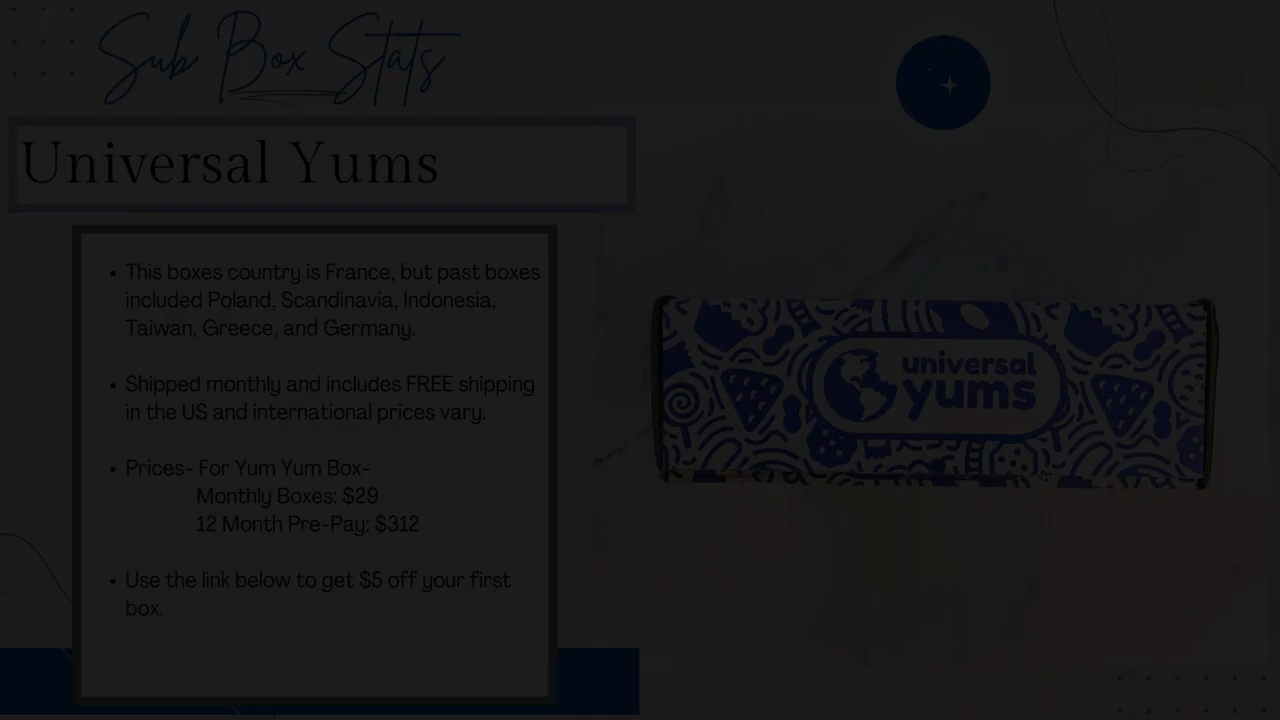 Sub Box Stats
Universal Yums
• This boxes country is France, but past boxes
included Poland, Scandinavia, Indonesia,
Taiwan, Greece, and Germany.
• Shipped monthly and includes FREE shipping
in the US and international prices vary.
• Prices- For Yum Yum Box-
Monthly Boxes: $29
12 Month Pre-Pay: $312
• Use the link below to get $5 off your first
box.
universal
yums